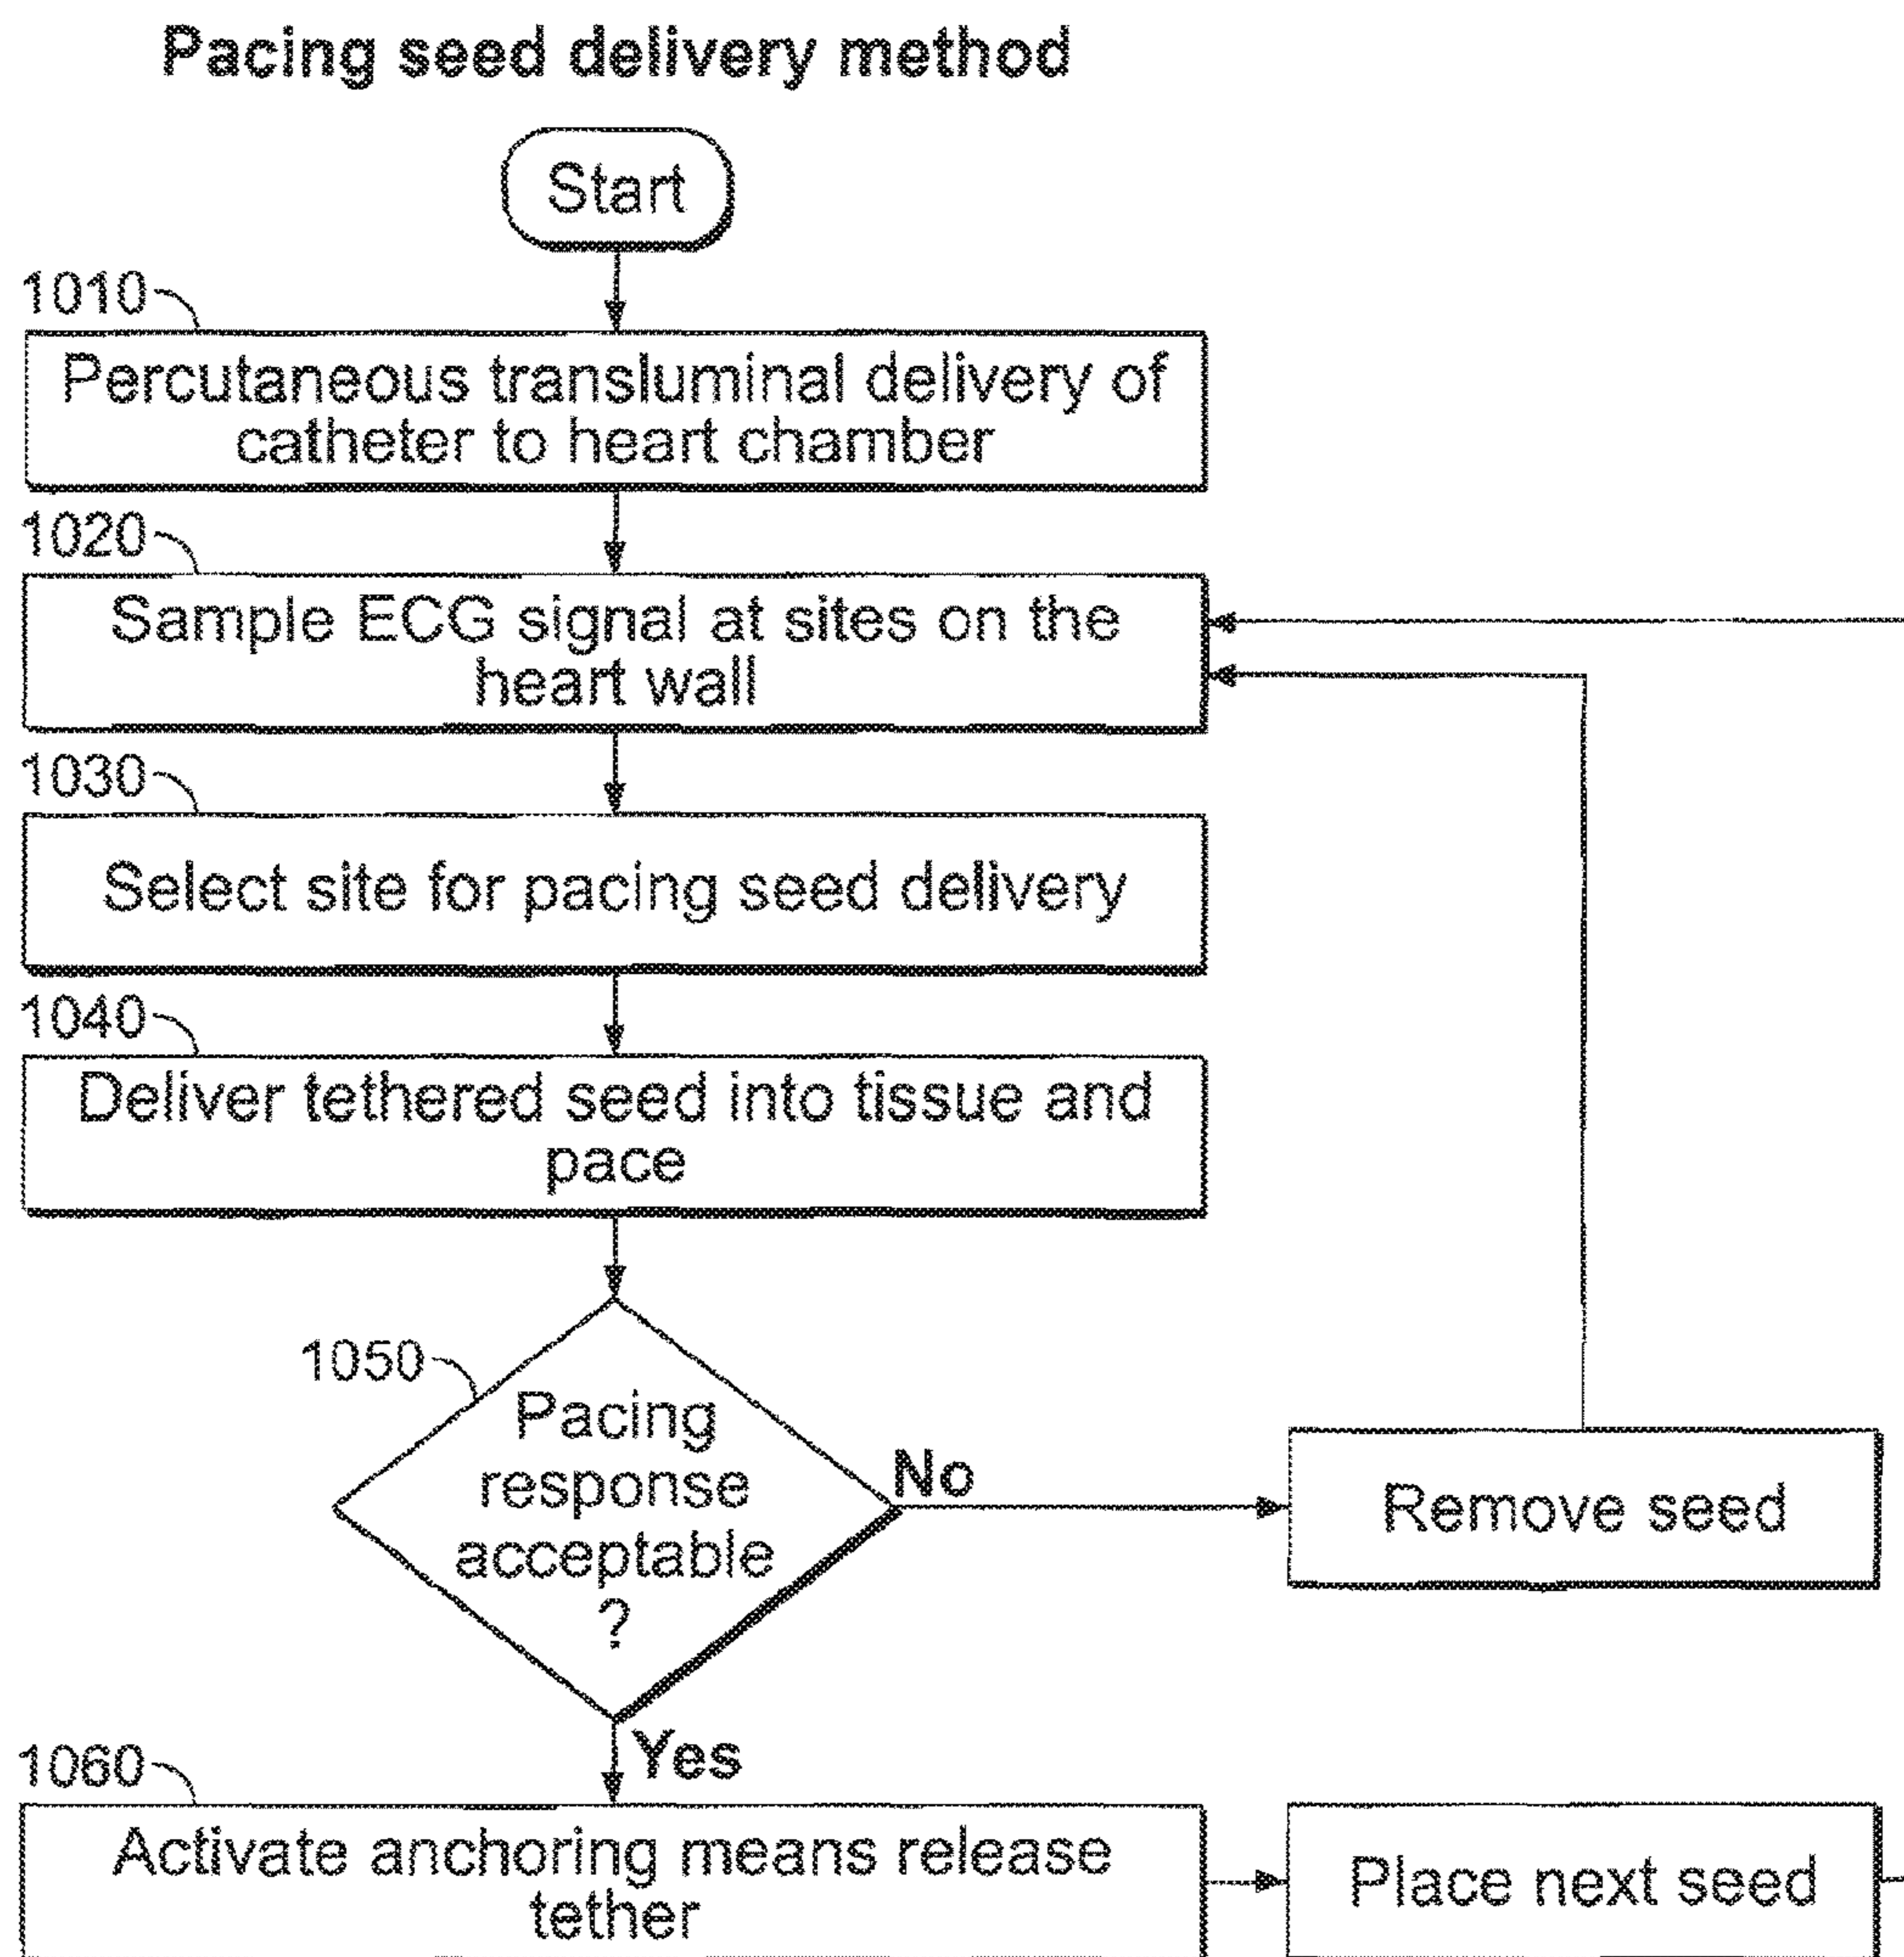 Pacing seed delivery method
Start
1010
Percutaneous transluminal delivery of
catheter to heart chamber
1020
Sample ECG signal at sites on the
heart wall
1030
Select site for pacing seed delivery
1040
Deliver tethered seed into tissue and
pace
1050
Pacing
response
acceptable
?
No
Remove seed
Yes
1060
Activate anchoring means release
tether
Place next seed